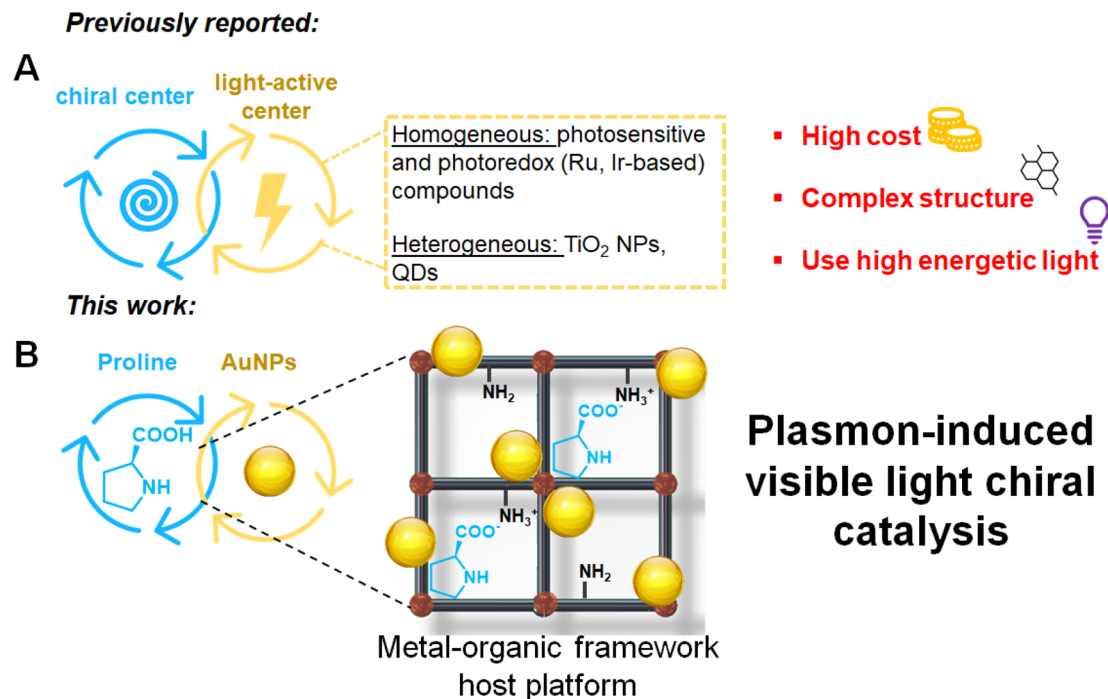 Previously reported:
A
chiral center
light-active
center
Homogeneous: photosensitive
and photoredox (Ru, Ir-based)
compounds
Heterogeneous: TiO₂ NPs,
QDs
▪ High cost
▪ Complex structure
▪ Use high energetic light
This work:
B
Proline
AuNPs
COOH
NH
NH₂
NH₃⁺
COO⁻
NH
NH₃⁺
COO⁻
NH
NH₂
Metal-organic framework
host platform
Plasmon-induced
visible light chiral
catalysis